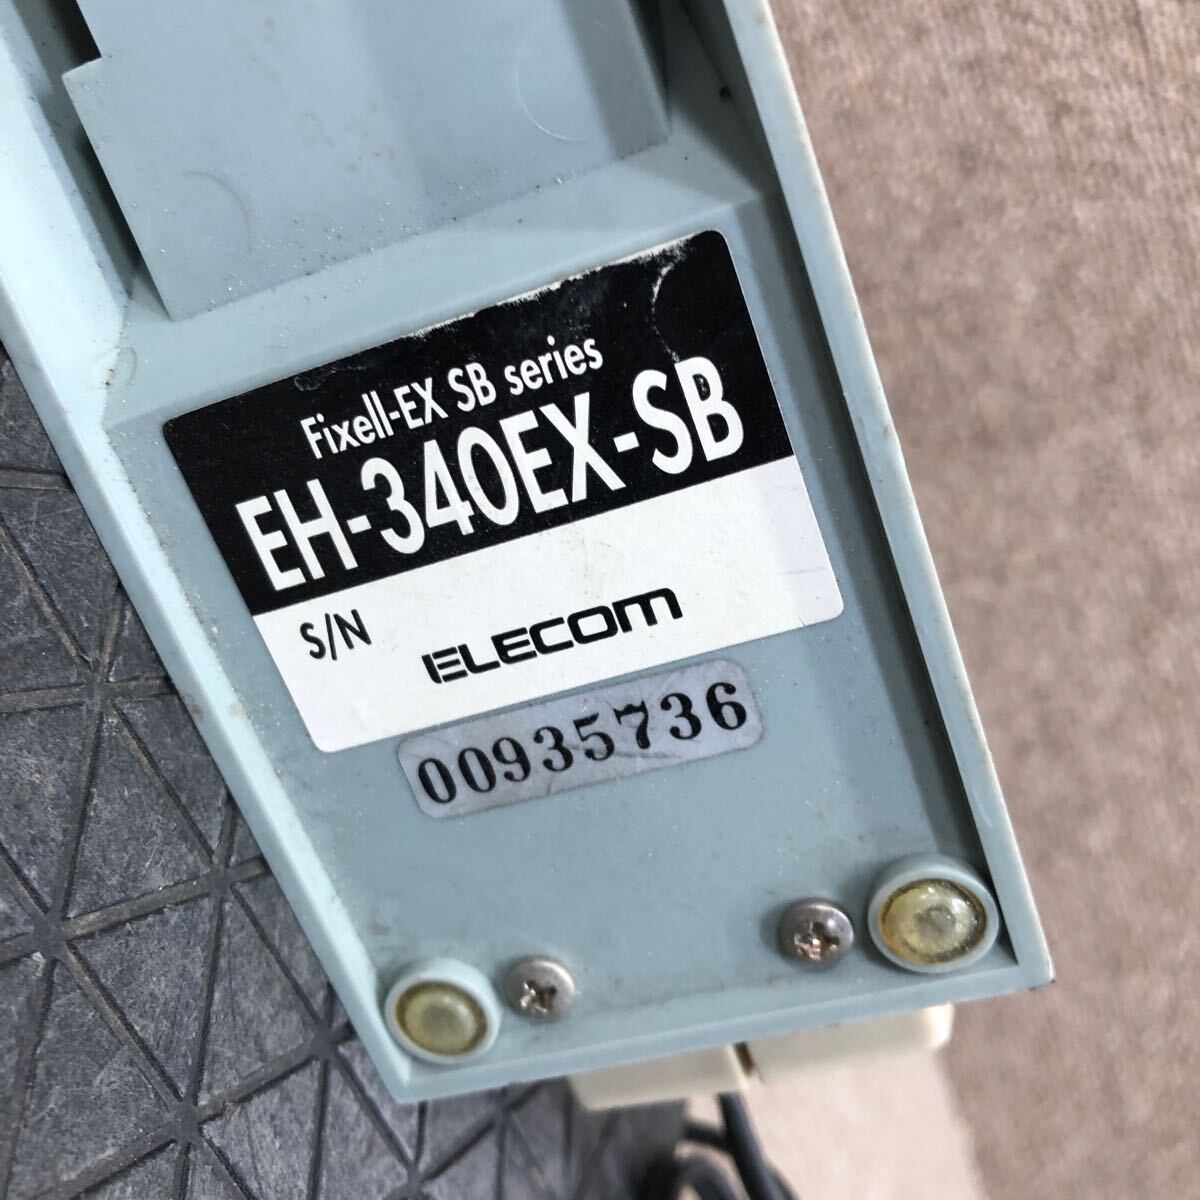 Fixell-EX SB series
EH-340EX-SB
S/N
ELECOM
00935736